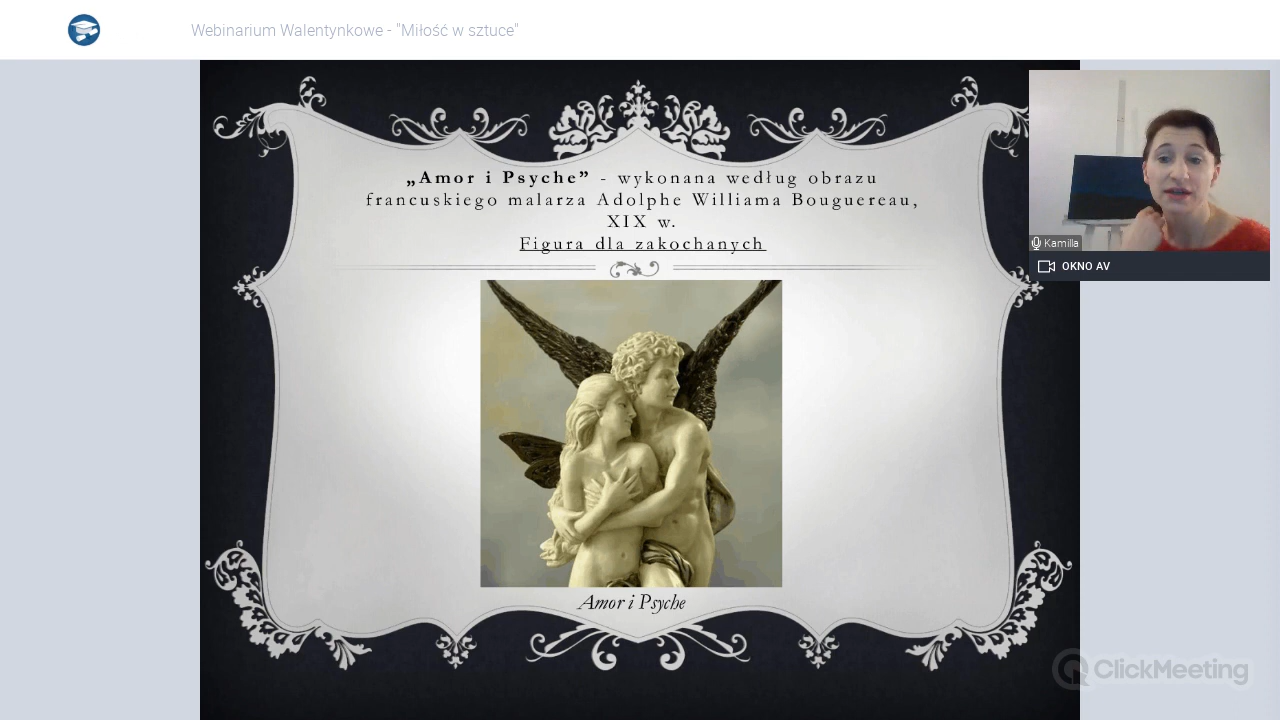 Webinarium Walentynkowe - "Miłość w sztuce"
„Amor i Psyche” - wykonana według obrazu
francuskiego malarza Adolphe Williama Bouguereau,
XIX w.
Figura dla zakochanych
Kamilla
OKNO AV
Amor i Psyche
ClickMeeting